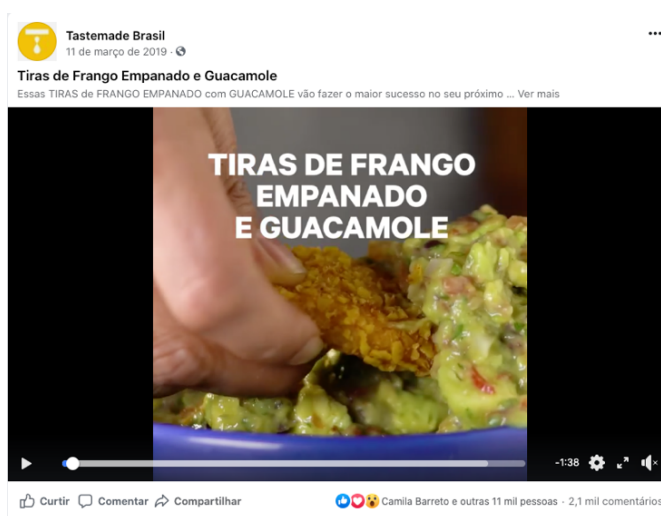 Tastemade Brasil
11 de março de 2019 ·
Tiras de Frango Empanado e Guacamole
Essas TIRAS de FRANGO EMPANADO com GUACAMOLE vão fazer o maior sucesso no seu próximo ... Ver mais
TIRAS DE FRANGO
EMPANADO
E GUACAMOLE
-1:38
Curtir Comentar Compartilhar Camila Barreto e outras 11 mil pessoas · 2,1 mil comentários